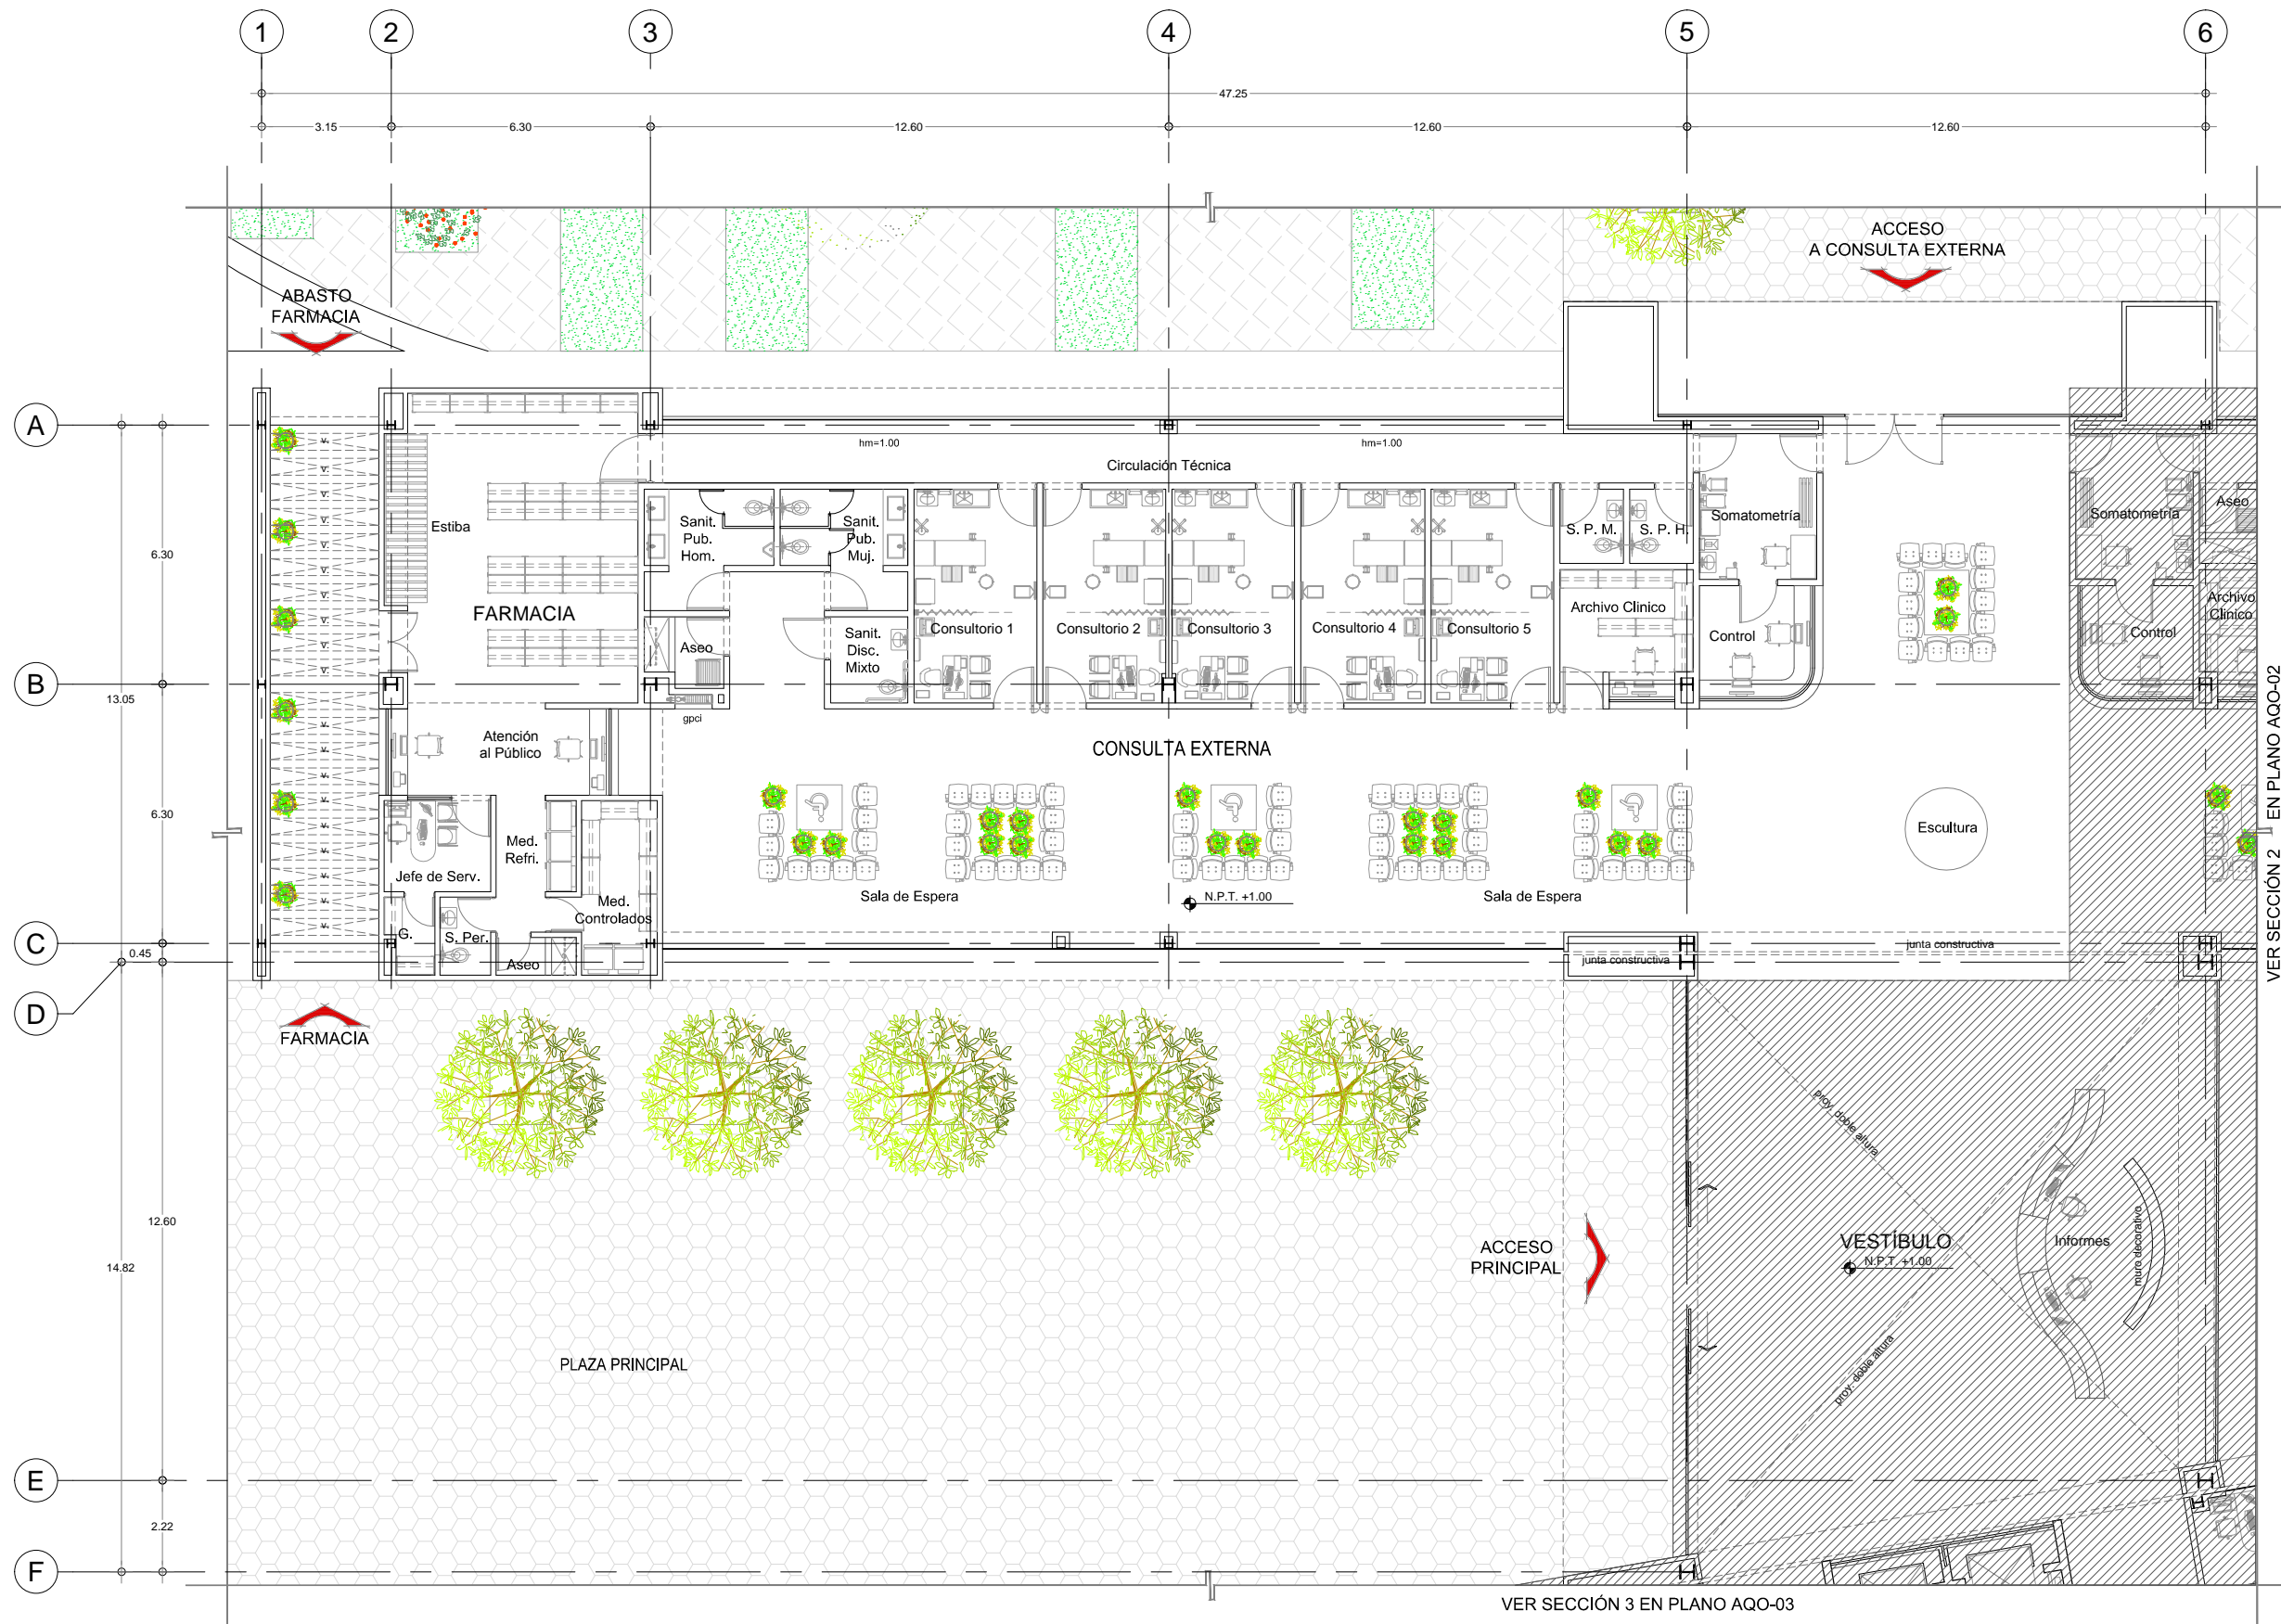 1 2 3 4 5 6
47.25
3.15 6.30 12.60 12.60 12.60
ACCESO
A CONSULTA EXTERNA
ABASTO
FARMACIA
A
hm=1.00 hm=1.00
Circulación Técnica
Estiba
Sanit.
Pub.
Hom.
Sanit.
Pub.
Muj.
S. P. M.
S. P. H.
Somatometría
Somatometría
Aseo
6.30
FARMACIA
Aseo
Sanit.
Disc.
Mixto
Consultorio 1
Consultorio 2
Consultorio 3
Consultorio 4
Consultorio 5
Archivo Clinico
Control
Control
Archivo
Clinico
B
13.05
gpci
Atención
al Público
CONSULTA EXTERNA
6.30
Med.
Refri.
Jefe de Serv.
Escultura
Sala de Espera
N.P.T. +1.00
Sala de Espera
Med.
Controlados
G.
S. Per.
Aseo
C
0.45
D
junta constructiva
junta constructiva
VER SECCIÓN 2 EN PLANO AQO-02
FARMACIA
proy. doble altura
12.60
14.82
ACCESO
PRINCIPAL
VESTÍBULO
N.P.T. +1.00
Informes
muro decorativo
proy. doble altura
PLAZA PRINCIPAL
E
2.22
F
VER SECCIÓN 3 EN PLANO AQO-03